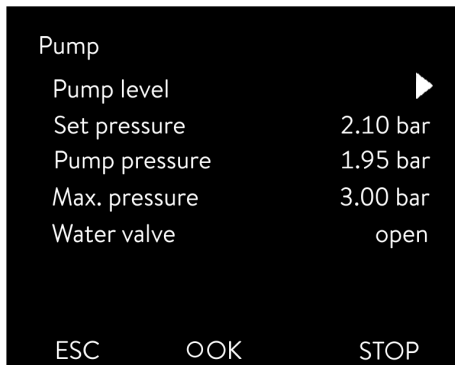 Pump
Pump level
Set pressure 2.10 bar
Pump pressure 1.95 bar
Max. pressure 3.00 bar
Water valve open
ESC OOK STOP